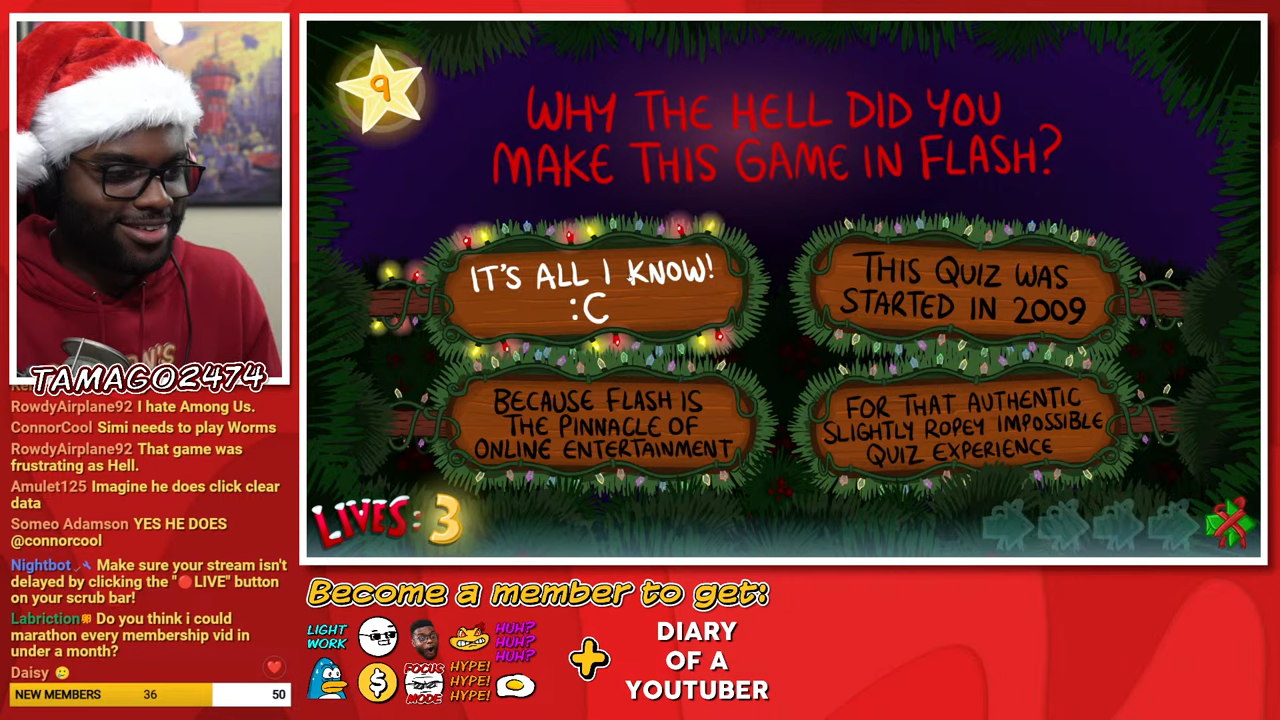 9
WHY THE HELL DID YOU
MAKE THIS GAME IN FLASH?
IT'S ALL I KNOW!
:C
THIS QUIZ WAS
STARTED IN 2009
BECAUSE FLASH IS
THE PINNACLE OF
ONLINE ENTERTAINMENT
FOR THAT AUTHENTIC
SLIGHTLY ROPEY IMPOSSIBLE
QUIZ EXPERIENCE
LIVES: 3
TAMAGO2474
RowdyAirplane92 I hate Among Us.
ConnorCool Simi needs to play Worms
RowdyAirplane92 That game was
frustrating as Hell.
Amulet125 Imagine he does click clear
data
Someo Adamson YES HE DOES
@connorcool
Nightbot Make sure your stream isn't
delayed by clicking the "🔴LIVE" button
on your scrub bar!
Labriction Do you think i could
marathon every membership vid in
under a month?
Daisy 🥲
NEW MEMBERS 36 50
Become a member to get:
LIGHT
WORK
FOCUS
MODE
HYPE!
HYPE!
HYPE!
HUH?
HUH?
HUH?
$
+
DIARY
OF A
YOUTUBER